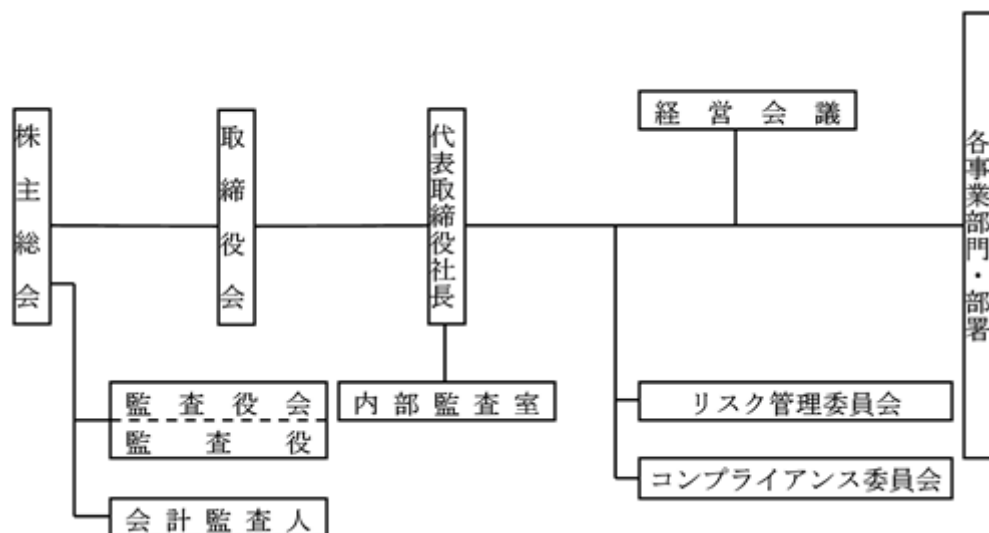 株主総会
取締役会
代表取締役社長
経営会議
各事業部門・部署
監査役会
監査役
内部監査室
リスク管理委員会
コンプライアンス委員会
会計監査人